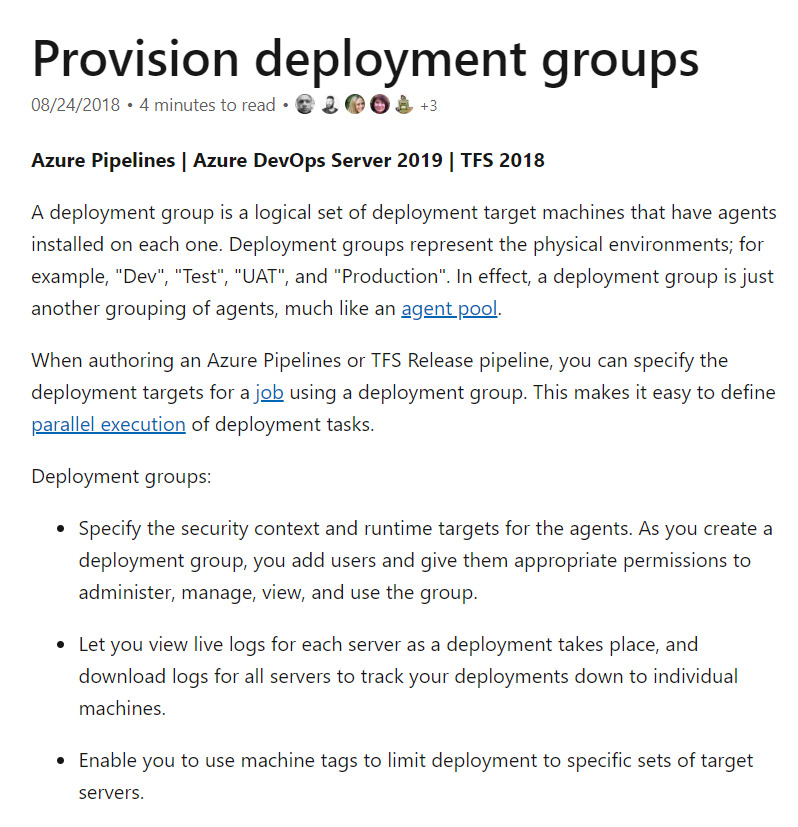 Provision deployment groups
08/24/2018 • 4 minutes to read • +3
Azure Pipelines | Azure DevOps Server 2019 | TFS 2018
A deployment group is a logical set of deployment target machines that have agents
installed on each one. Deployment groups represent the physical environments; for
example, "Dev", "Test", "UAT", and "Production". In effect, a deployment group is just
another grouping of agents, much like an agent pool.
When authoring an Azure Pipelines or TFS Release pipeline, you can specify the
deployment targets for a job using a deployment group. This makes it easy to define
parallel execution of deployment tasks.
Deployment groups:
• Specify the security context and runtime targets for the agents. As you create a
deployment group, you add users and give them appropriate permissions to
administer, manage, view, and use the group.
• Let you view live logs for each server as a deployment takes place, and
download logs for all servers to track your deployments down to individual
machines.
• Enable you to use machine tags to limit deployment to specific sets of target
servers.